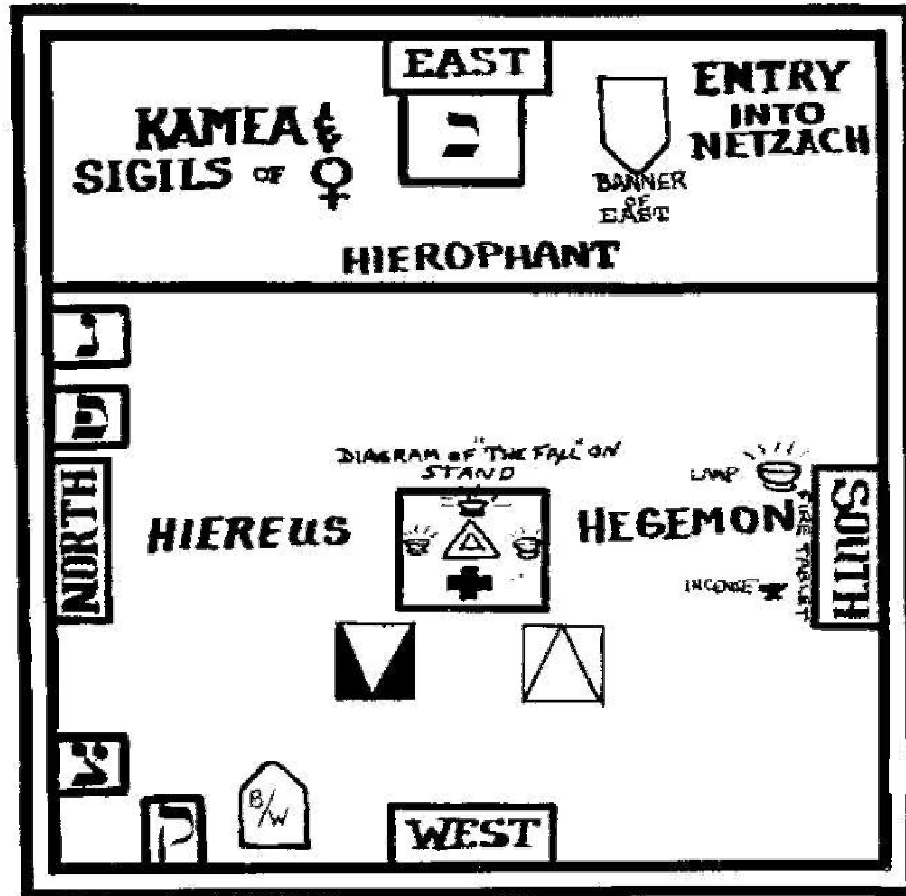 EAST
כ
KAMEA &
SIGILS OF ♀
ENTRY
INTO
NETZACH
BANNER
OF
EAST
HIEROPHANT
ש
NORTH
DIAGRAM OF "THE FALL" ON
STAND
HIEREUS
HEGEMON
LAMP
FIRE TABLET
INCENSE
SOUTH
צ
ק
B/W
WEST